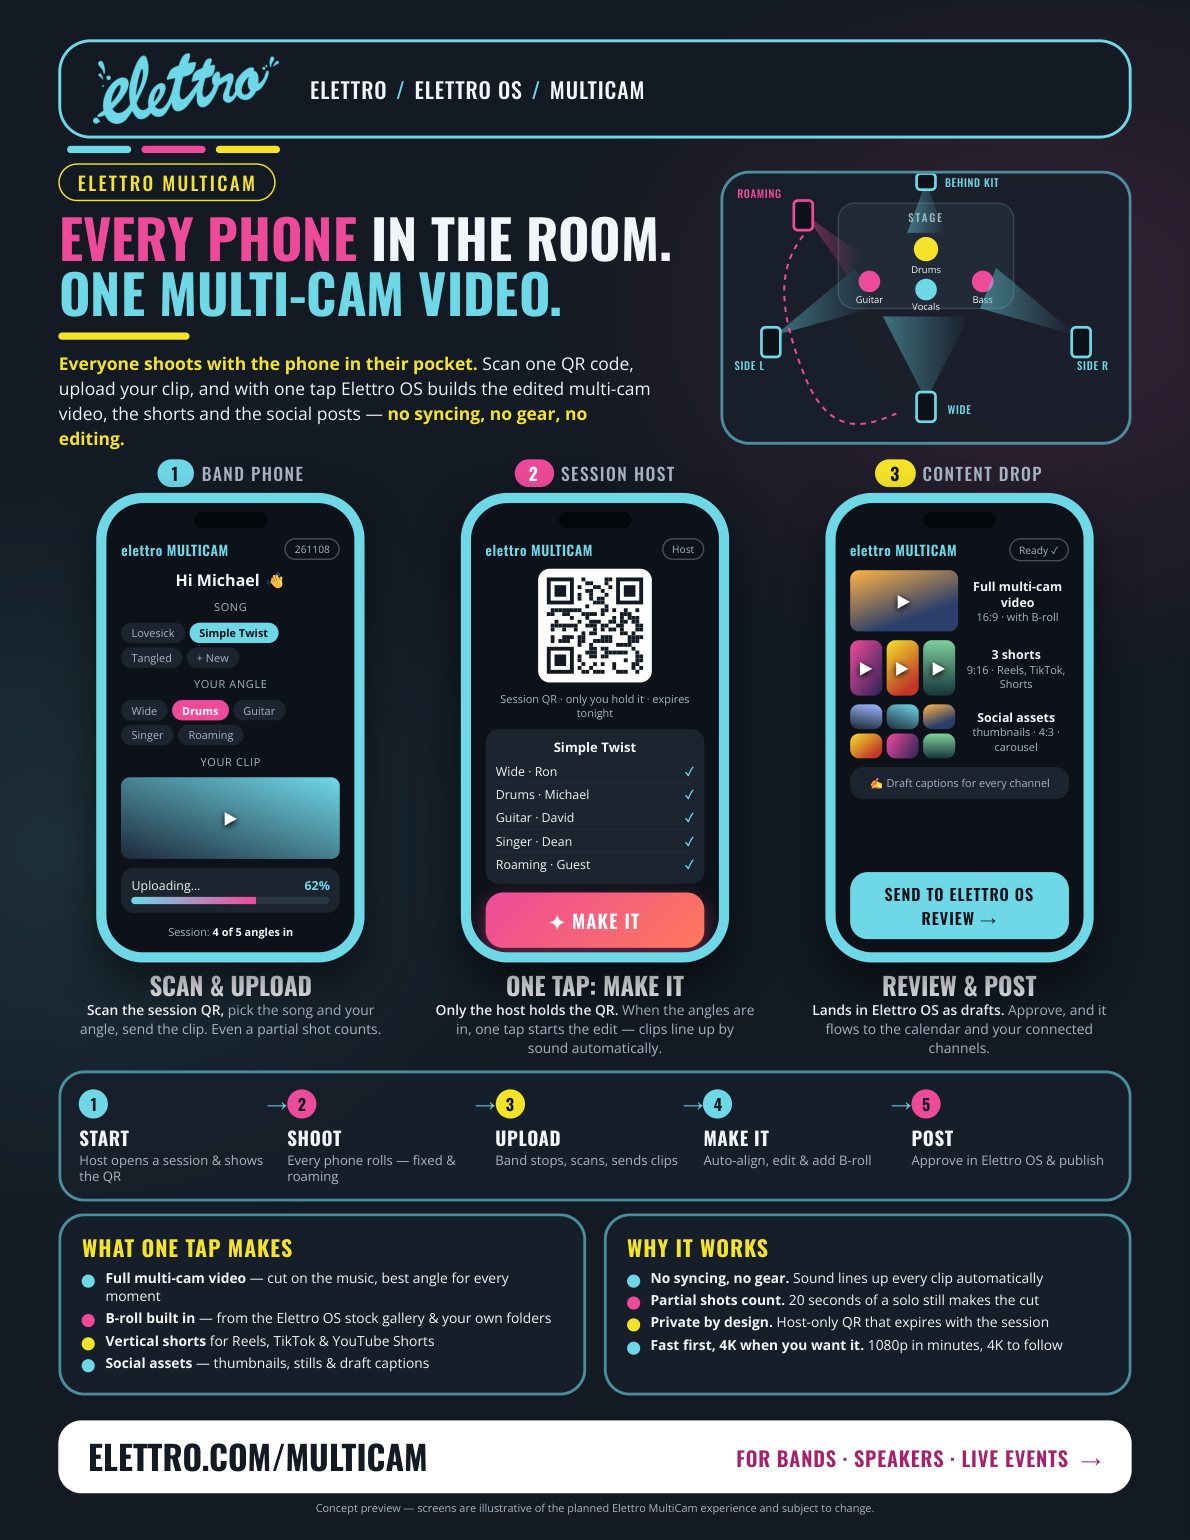 elettro
ELETTRO / ELETTRO OS / MULTICAM
ELETTRO MULTICAM
EVERY PHONE IN THE ROOM.
ONE MULTI-CAM VIDEO.
Everyone shoots with the phone in their pocket. Scan one QR code,
upload your clip, and with one tap Elettro OS builds the edited multi-cam
video, the shorts and the social posts — no syncing, no gear, no
editing.
ROAMING
BEHIND KIT
STAGE
Drums
Guitar
Vocals
Bass
SIDE L
SIDE R
WIDE
1 BAND PHONE
elettro MULTICAM
261108
Hi Michael 👋
SONG
Lovesick
Simple Twist
Tangled
+ New
YOUR ANGLE
Wide
Drums
Guitar
Singer
Roaming
YOUR CLIP
Uploading...
62%
Session: 4 of 5 angles in
SCAN & UPLOAD
Scan the session QR, pick the song and your
angle, send the clip. Even a partial shot counts.
2 SESSION HOST
elettro MULTICAM
Host
Session QR · only you hold it · expires
tonight
Simple Twist
Wide · Ron ✓
Drums · Michael ✓
Guitar · David ✓
Singer · Dean ✓
Roaming · Guest ✓
✦ MAKE IT
ONE TAP: MAKE IT
Only the host holds the QR. When the angles are
in, one tap starts the edit — clips line up by
sound automatically.
3 CONTENT DROP
elettro MULTICAM
Ready ✓
Full multi-cam
video
16:9 · with B-roll
3 shorts
9:16 · Reels, TikTok,
Shorts
Social assets
thumbnails · 4:3 ·
carousel
✍️ Draft captions for every channel
SEND TO ELETTRO OS
REVIEW →
REVIEW & POST
Lands in Elettro OS as drafts. Approve, and it
flows to the calendar and your connected
channels.
1 →
START
Host opens a session & shows
the QR
2 →
SHOOT
Every phone rolls — fixed &
roaming
3 →
UPLOAD
Band stops, scans, sends clips
4 →
MAKE IT
Auto-align, edit & add B-roll
5
POST
Approve in Elettro OS & publish
WHAT ONE TAP MAKES
Full multi-cam video — cut on the music, best angle for every
moment
B-roll built in — from the Elettro OS stock gallery & your own folders
Vertical shorts for Reels, TikTok & YouTube Shorts
Social assets — thumbnails, stills & draft captions
WHY IT WORKS
No syncing, no gear. Sound lines up every clip automatically
Partial shots count. 20 seconds of a solo still makes the cut
Private by design. Host-only QR that expires with the session
Fast first, 4K when you want it. 1080p in minutes, 4K to follow
ELETTRO.COM/MULTICAM
FOR BANDS · SPEAKERS · LIVE EVENTS →
Concept preview — screens are illustrative of the planned Elettro MultiCam experience and subject to change.